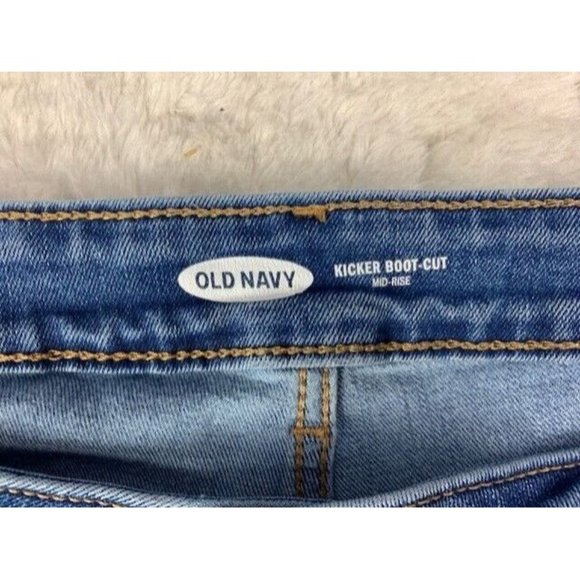 OLD NAVY
KICKER BOOT-CUT
MID-RISE